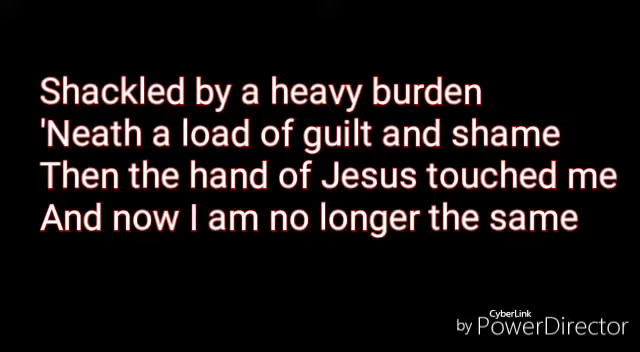 Shackled by a heavy burden
'Neath a load of guilt and shame
Then the hand of Jesus touched me
And now I am no longer the same
CyberLink
by PowerDirector